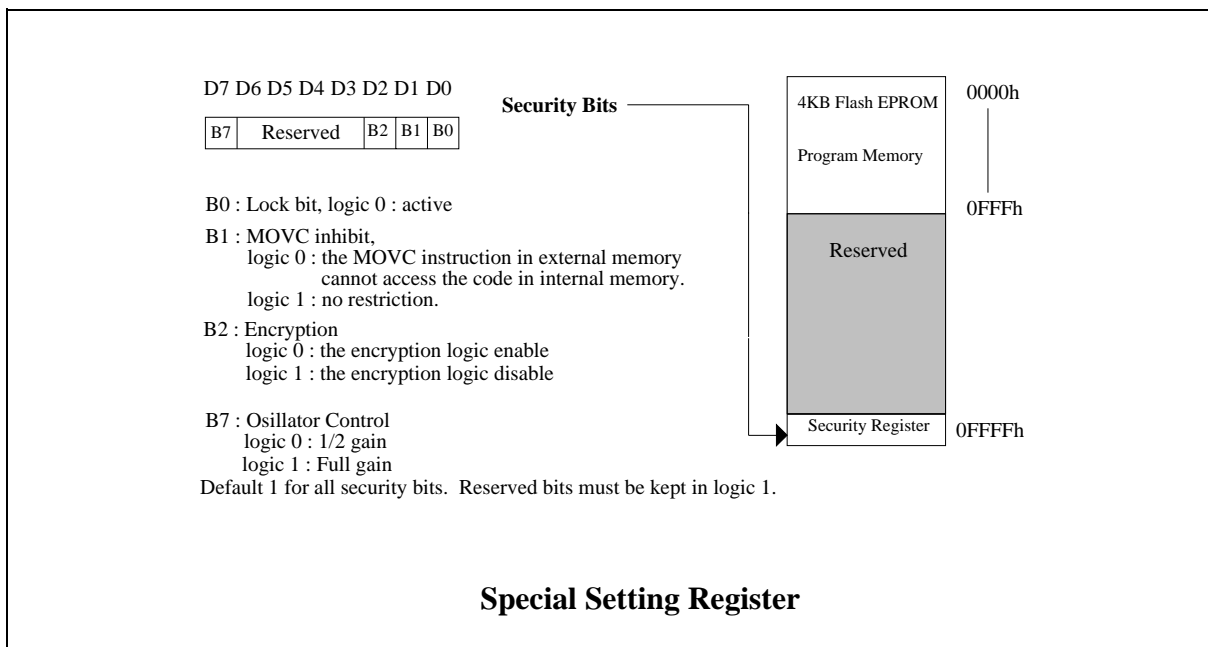 D7 D6 D5 D4 D3 D2 D1 D0
B7 Reserved B2 B1 B0
B0 : Lock bit, logic 0 : active
B1 : MOVC inhibit,
logic 0 : the MOVC instruction in external memory
cannot access the code in internal memory.
logic 1 : no restriction.
B2 : Encryption
logic 0 : the encryption logic enable
logic 1 : the encryption logic disable
B7 : Osillator Control
logic 0 : 1/2 gain
logic 1 : Full gain
Default 1 for all security bits. Reserved bits must be kept in logic 1.
Security Bits
4KB Flash EPROM
Program Memory
0000h
0FFFh
Reserved
Security Register
0FFFFh
Special Setting Register